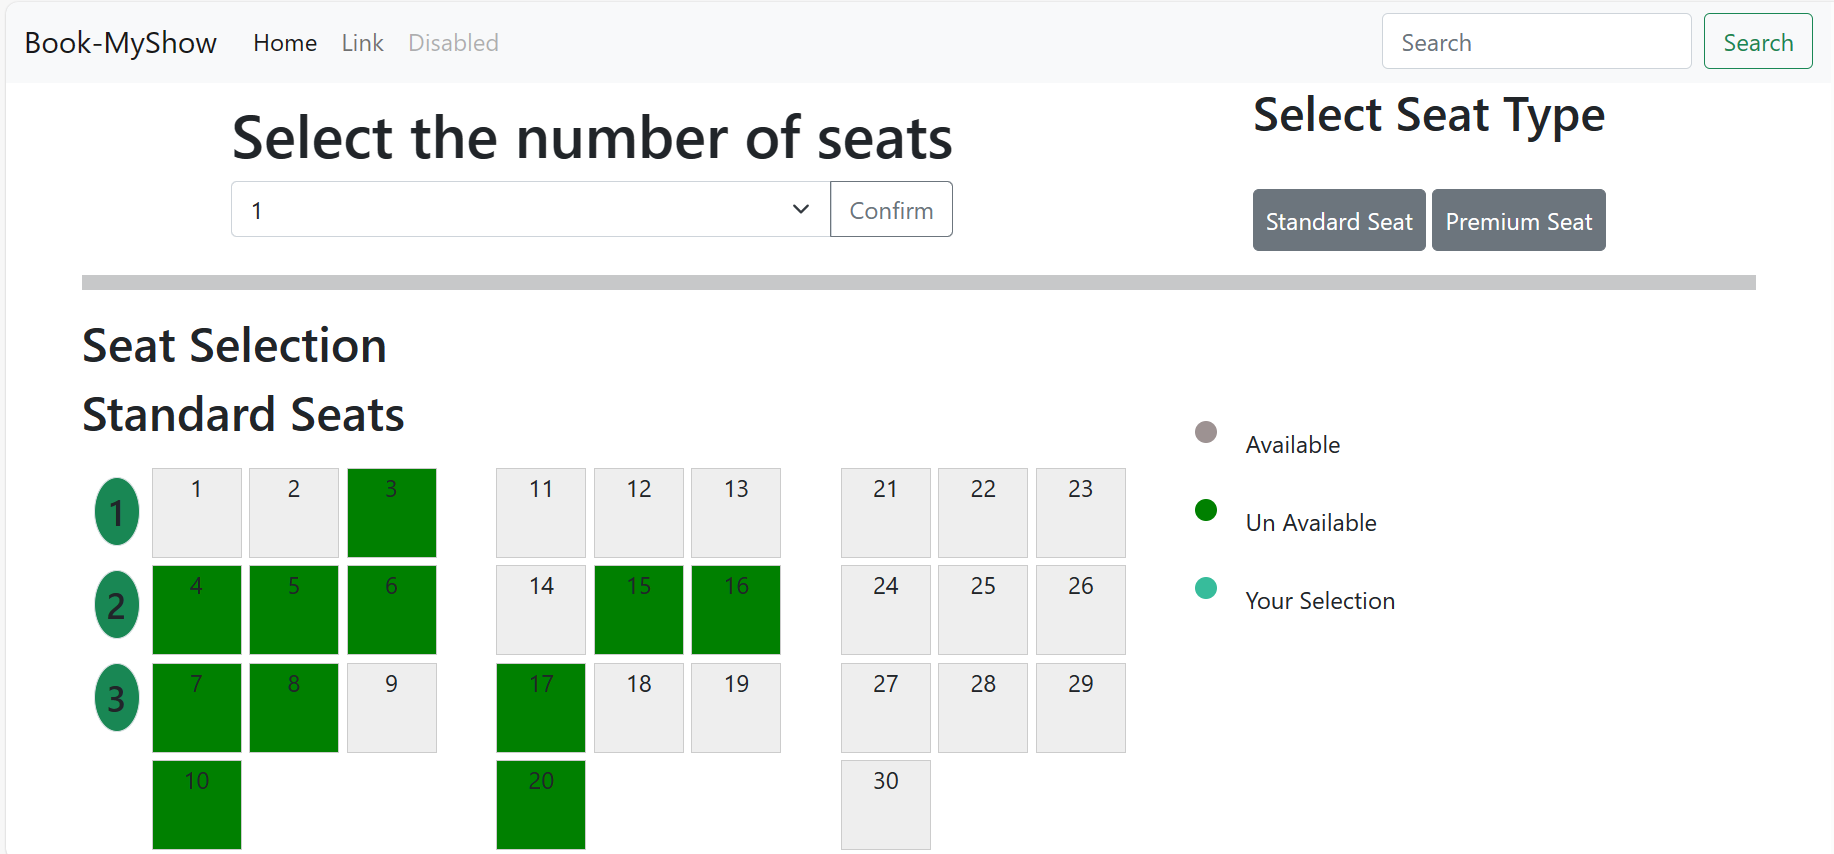 Book-MyShow Home Link Disabled Search Search
Select the number of seats
1 Confirm
Select Seat Type
Standard Seat Premium Seat
Seat Selection
Standard Seats
1 1 2 3 11 12 13 21 22 23
2 4 5 6 14 15 16 24 25 26
3 7 8 9 17 18 19 27 28 29
10 20 30
Available
Un Available
Your Selection